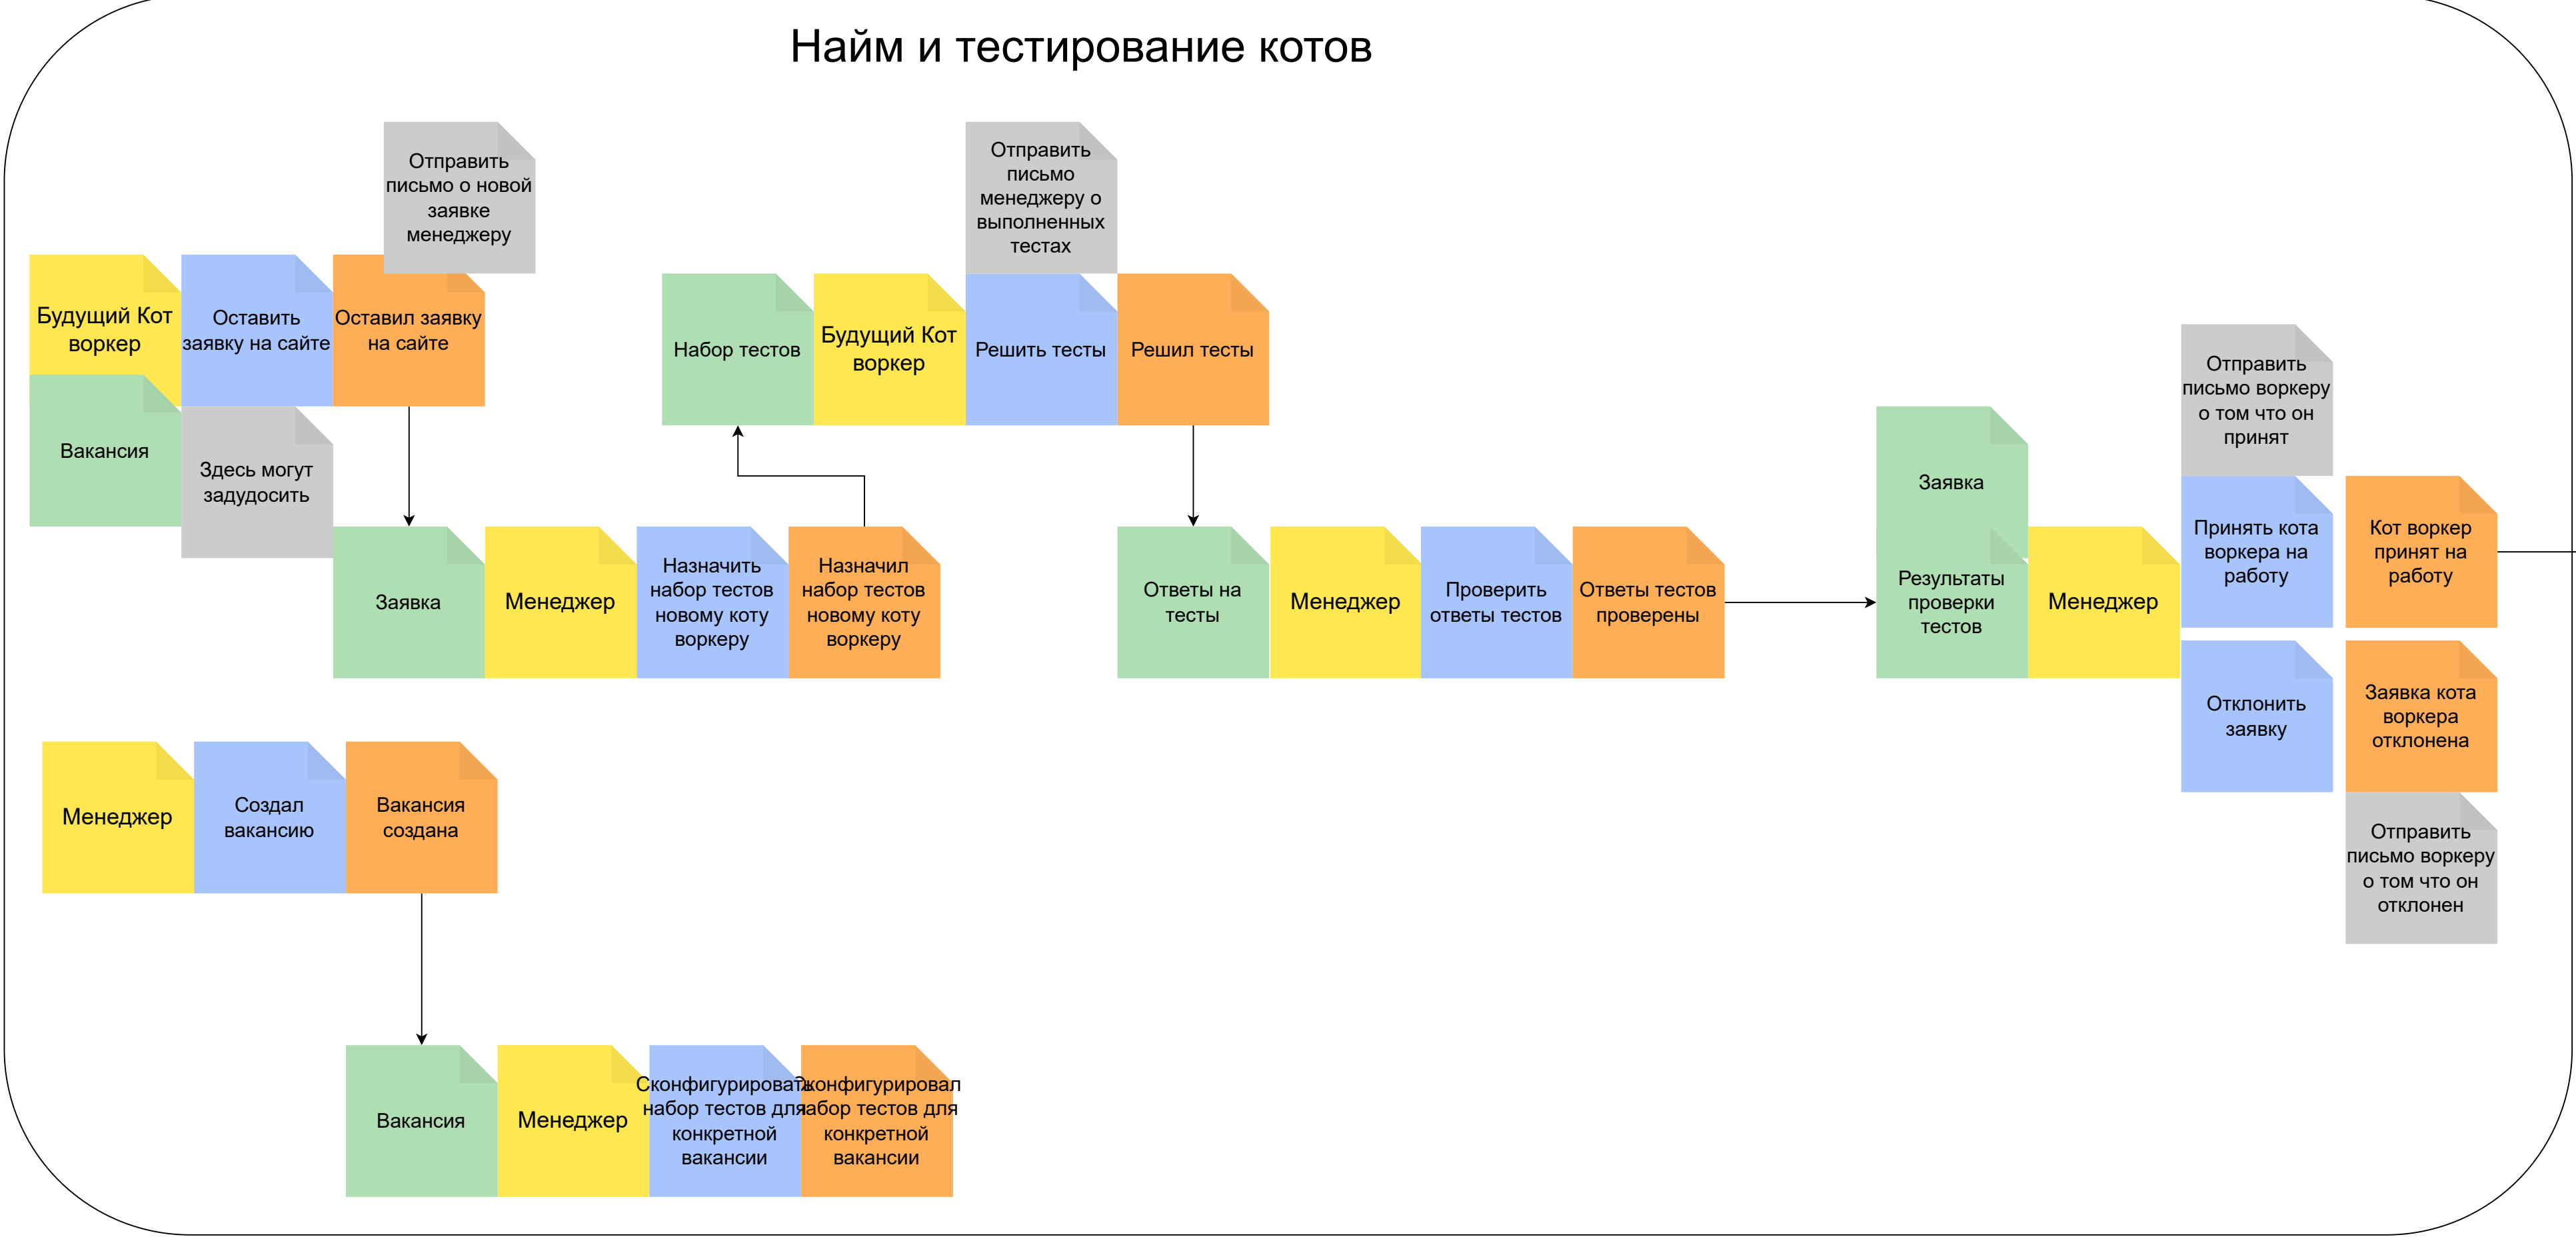 Найм и тестирование котов
Отправить
письмо о новой
заявке
менеджеру
Будущий Кот
воркер
Оставить
заявку на сайте
Оставил заявку
на сайте
Вакансия
Здесь могут
задудосить
Заявка
Менеджер
Назначить
набор тестов
новому коту
воркеру
Назначил
набор тестов
новому коту
воркеру
Отправить
письмо
менеджеру о
выполненных
тестах
Набор тестов
Будущий Кот
воркер
Решить тесты
Решил тесты
Ответы на
тесты
Менеджер
Проверить
ответы тестов
Ответы тестов
проверены
Заявка
Результаты
проверки
тестов
Менеджер
Отправить
письмо воркеру
о том что он
принят
Принять кота
воркера на
работу
Кот воркер
принят на
работу
Отклонить
заявку
Заявка кота
воркера
отклонена
Отправить
письмо воркеру
о том что он
отклонен
Менеджер
Создал
вакансию
Вакансия
создана
Вакансия
Менеджер
Сконфигурировать
набор тестов для
конкретной
вакансии
Сконфигурировал
набор тестов для
конкретной
вакансии